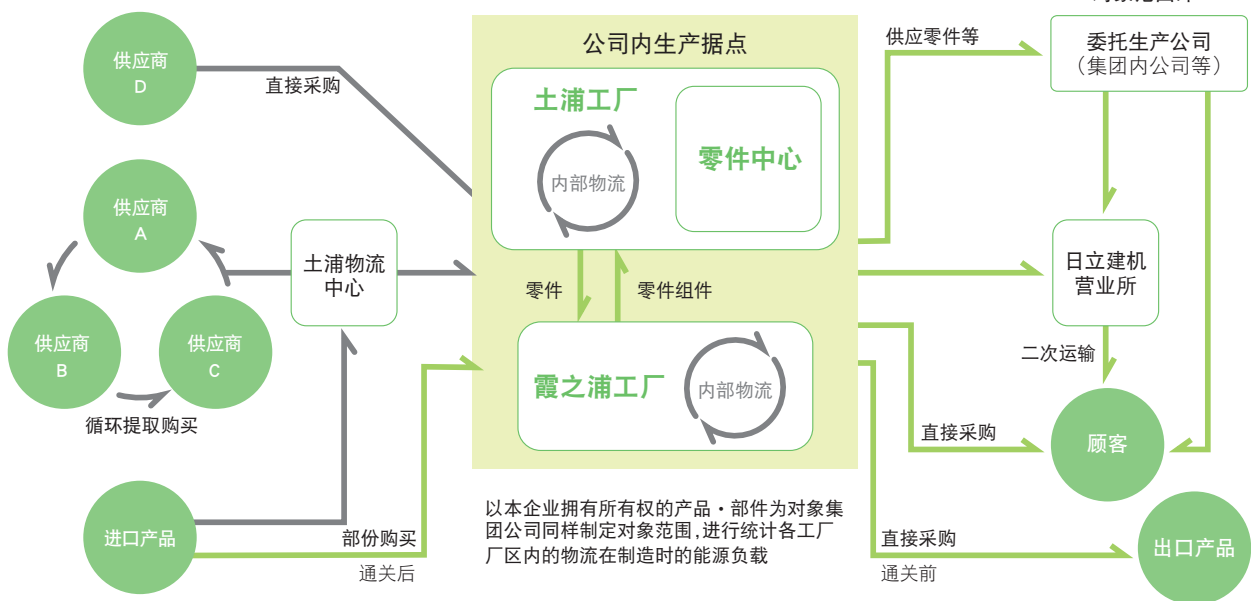 供应商
D
直接采购
供应商
A
供应商
B
供应商
C
循环提取购买
进口产品
土浦物流
中心
部份购买
通关后
公司内生产据点
土浦工厂
内部物流
零件中心
零件
零件组件
霞之浦工厂
内部物流
以本企业拥有所有权的产品・部件为对象集
团公司同样制定对象范围,进行统计各工厂
厂区内的物流在制造时的能源负载
供应零件等
委托生产公司
（集团内公司等）
日立建机
营业所
二次运输
直接采购
顾客
直接采购
通关前
出口产品